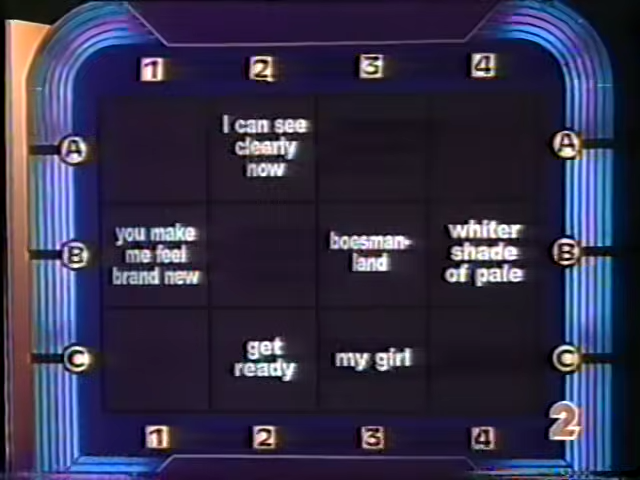 1 2 3 4
A
I can see
clearly
now
A
B
you make
me feel
brand new
boesman-
land
whiter
shade
of pale
B
C
get
ready
my girl
C
1 2 3 4
2